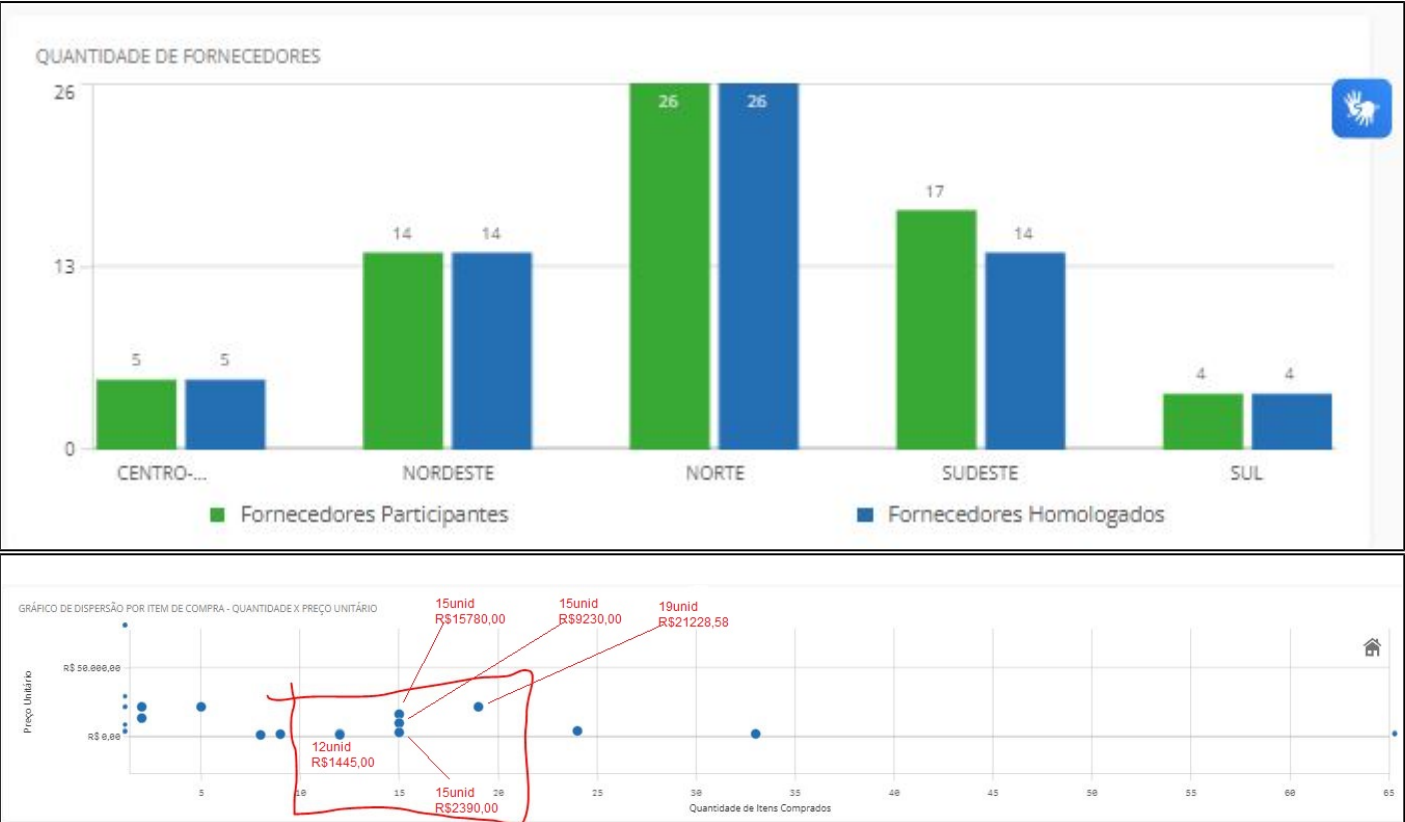 QUANTIDADE DE FORNECEDORES
26
26
26
17
14
14
14
13
5
5
4
4
0
CENTRO-...
NORDESTE
NORTE
SUDESTE
SUL
Fornecedores Participantes
Fornecedores Homologados
GRÁFICO DE DISPERSÃO POR ITEM DE COMPRA - QUANTIDADE X PREÇO UNITÁRIO
15unid
R$15780,00
15unid
R$9230,00
19unid
R$21228,58
R$ 50.000,00
Preço Unitário
R$ 0,00
12unid
R$1445,00
15unid
R$2390,00
5
10
15
20
25
30
35
40
45
50
55
60
65
Quantidade de Itens Comprados